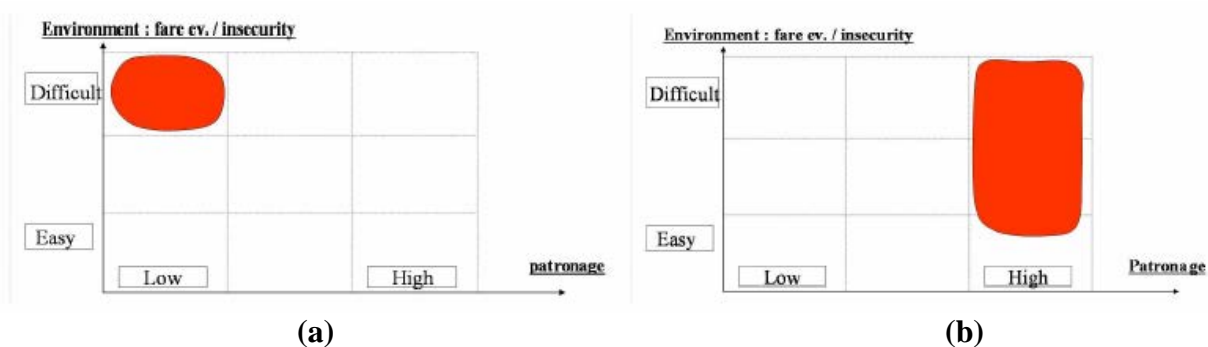 Environment : fare ev. / insecurity
Difficult
Easy
Low
High
patronage
(a)
Environment : fare ev. / insecurity
Difficult
Easy
Low
High
Patronage
(b)